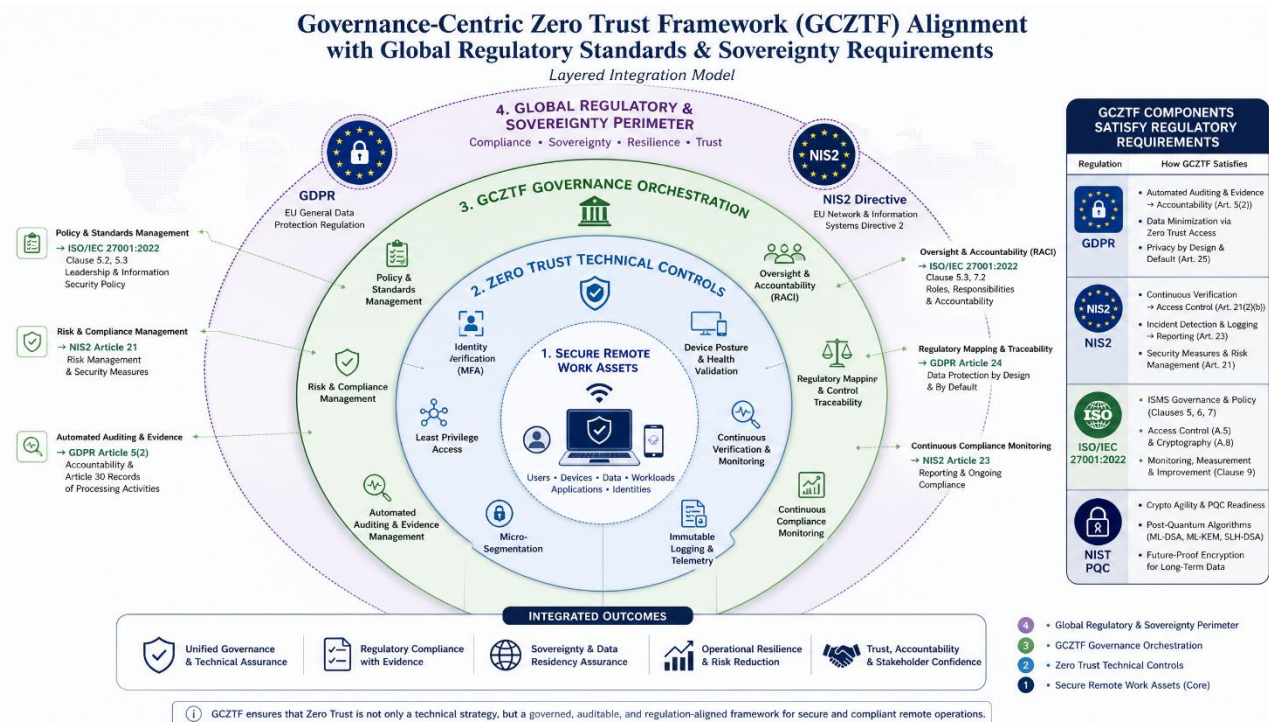 Governance-Centric Zero Trust Framework (GCZTF) Alignment
with Global Regulatory Standards & Sovereignty Requirements
Layered Integration Model
4. GLOBAL REGULATORY &
SOVEREIGNTY PERIMETER
Compliance • Sovereignty • Resilience • Trust
GDPR
EU General Data
Protection Regulation
NIS2
NIS2 Directive
EU Network & Information
Systems Directive 2
3. GCZTF GOVERNANCE ORCHESTRATION
Policy &
Standards
Management
Oversight &
Accountability
(RACI)
Risk & Compliance
Management
Regulatory Mapping
& Control
Traceability
Automated
Auditing & Evidence
Management
Continuous
Compliance
Monitoring
2. ZERO TRUST TECHNICAL CONTROLS
Identity
Verification
(MFA)
Device Posture
& Health
Validation
Least Privilege
Access
Continuous
Verification &
Monitoring
Micro-
Segmentation
Immutable
Logging &
Telemetry
1. SECURE REMOTE
WORK ASSETS
Users • Devices • Data • Workloads
Applications • Identities
Policy & Standards Management
→ ISO/IEC 27001:2022
Clause 5.2, 5.3
Leadership & Information
Security Policy
Risk & Compliance Management
→ NIS2 Article 21
Risk Management
& Security Measures
Automated Auditing & Evidence
→ GDPR Article 5(2)
Accountability &
Article 30 Records
of Processing Activities
Oversight & Accountability (RACI)
→ ISO/IEC 27001:2022
Clause 5.3, 7.2
Roles, Responsibilities
& Accountability
Regulatory Mapping & Traceability
→ GDPR Article 24
Data Protection by Design
& By Default
Continuous Compliance Monitoring
→ NIS2 Article 23
Reporting & Ongoing
Compliance
GCZTF COMPONENTS
SATISFY REGULATORY
REQUIREMENTS
Regulation
How GCZTF Satisfies
GDPR
• Automated Auditing & Evidence
→ Accountability (Art. 5(2))
• Data Minimization via
Zero Trust Access
• Privacy by Design &
Default (Art. 25)
NIS2
NIS2
• Continuous Verification
→ Access Control (Art. 21(2)(b))
• Incident Detection & Logging
→ Reporting (Art. 23)
• Security Measures & Risk
Management (Art. 21)
ISO
ISO/IEC
27001:2022
• ISMS Governance & Policy
(Clauses 5, 6, 7)
• Access Control (A.5)
& Cryptography (A.8)
• Monitoring, Measurement
& Improvement (Clause 9)
NIST
PQC
• Crypto Agility & PQC Readiness
• Post-Quantum Algorithms
(ML-DSA, ML-KEM, SLH-DSA)
• Future-Proof Encryption
for Long-Term Data
INTEGRATED OUTCOMES
Unified Governance
& Technical Assurance
Regulatory Compliance
with Evidence
Sovereignty & Data
Residency Assurance
Operational Resilience
& Risk Reduction
Trust, Accountability
& Stakeholder Confidence
4 • Global Regulatory & Sovereignty Perimeter
3 • GCZTF Governance Orchestration
2 • Zero Trust Technical Controls
1 • Secure Remote Work Assets (Core)
i GCZTF ensures that Zero Trust is not only a technical strategy, but a governed, auditable, and regulation-aligned framework for secure and compliant remote operations.